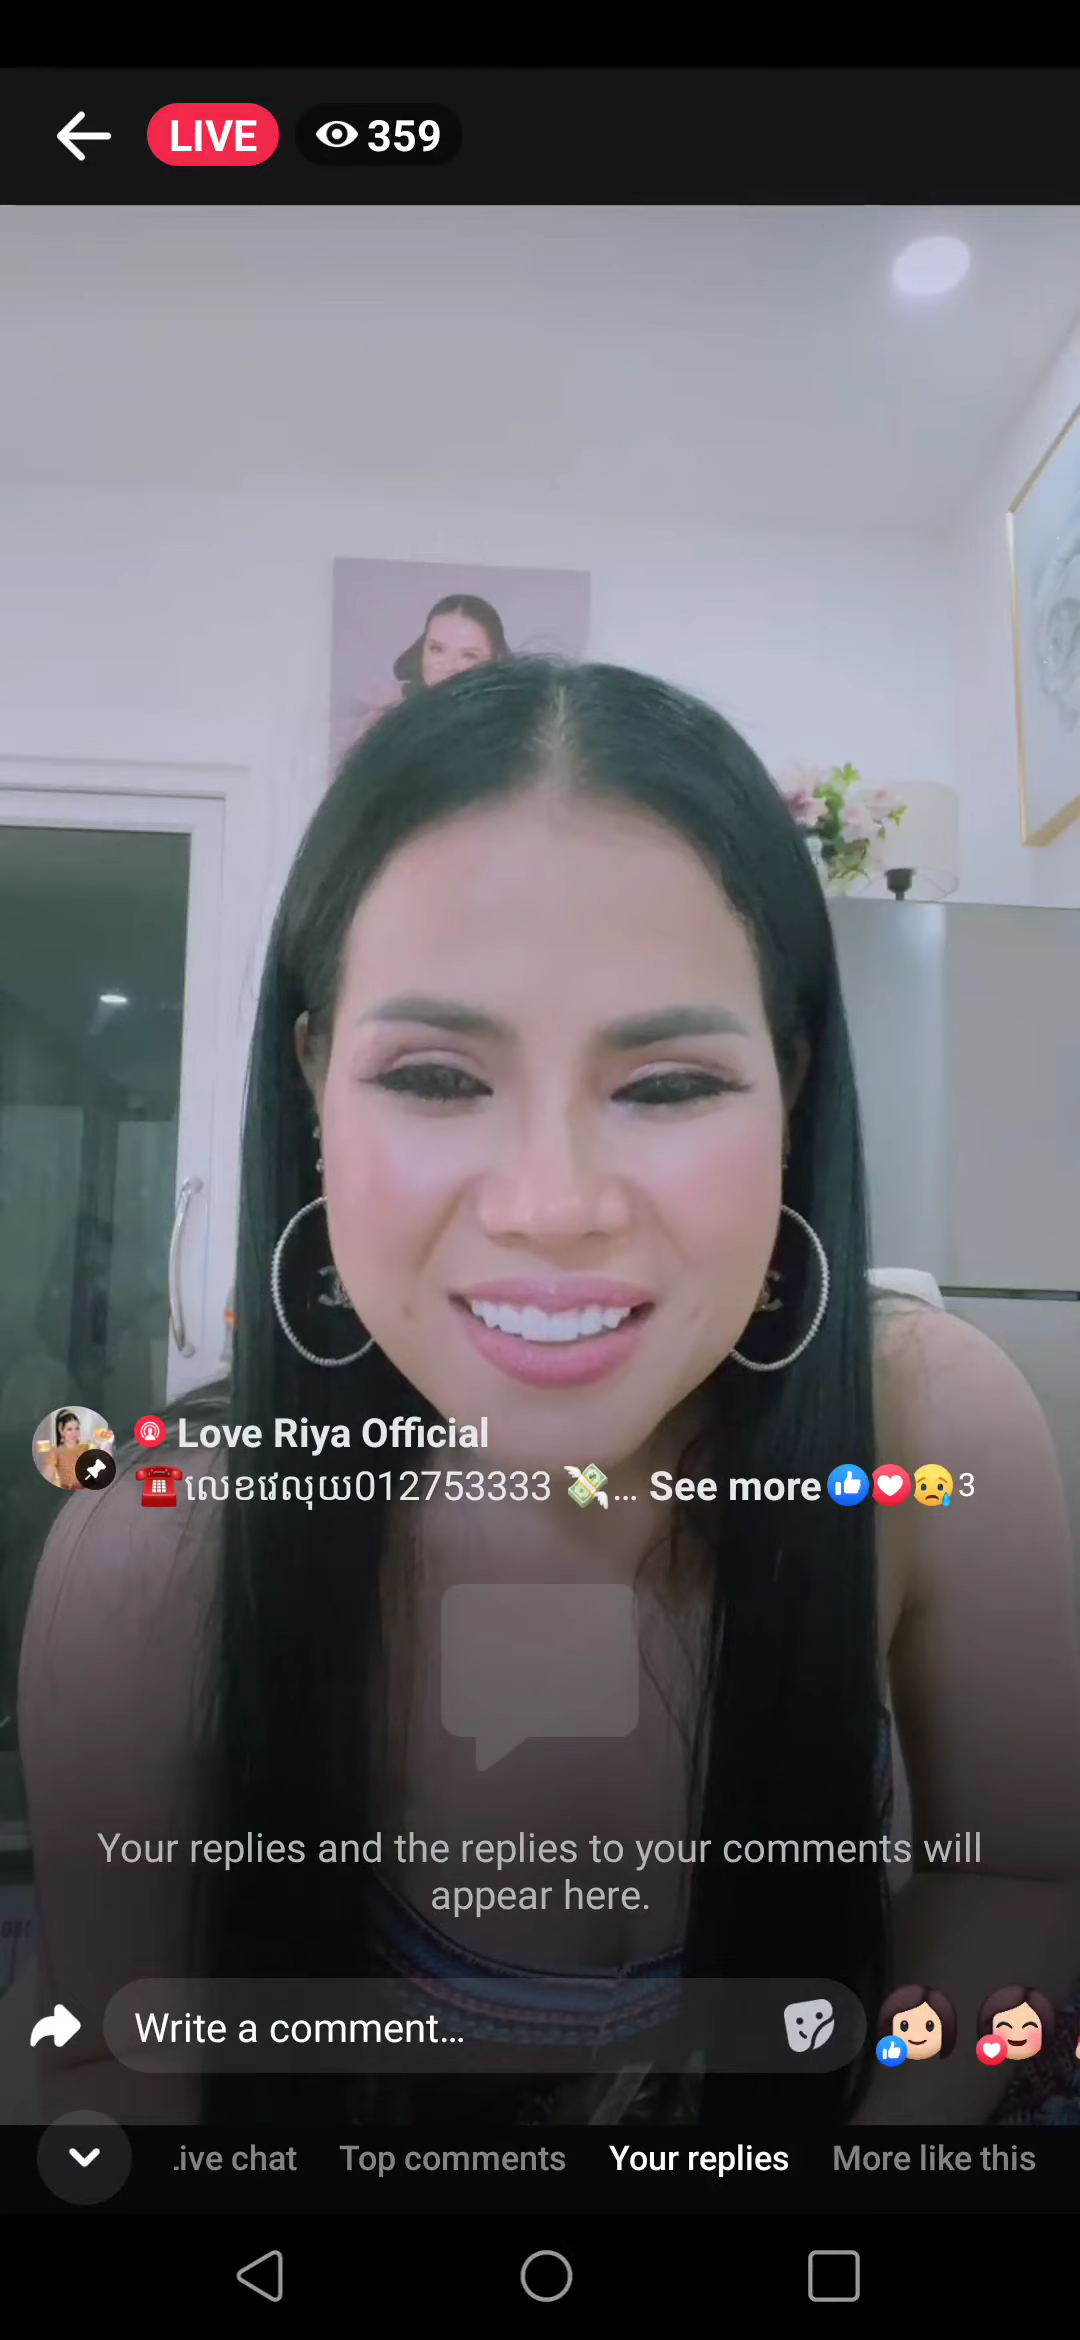 LIVE 359
Love Riya Official
☎️លេខវេលុយ012753333 💸... See more 3
Your replies and the replies to your comments will
appear here.
Write a comment...
.ive chat Top comments Your replies More like this